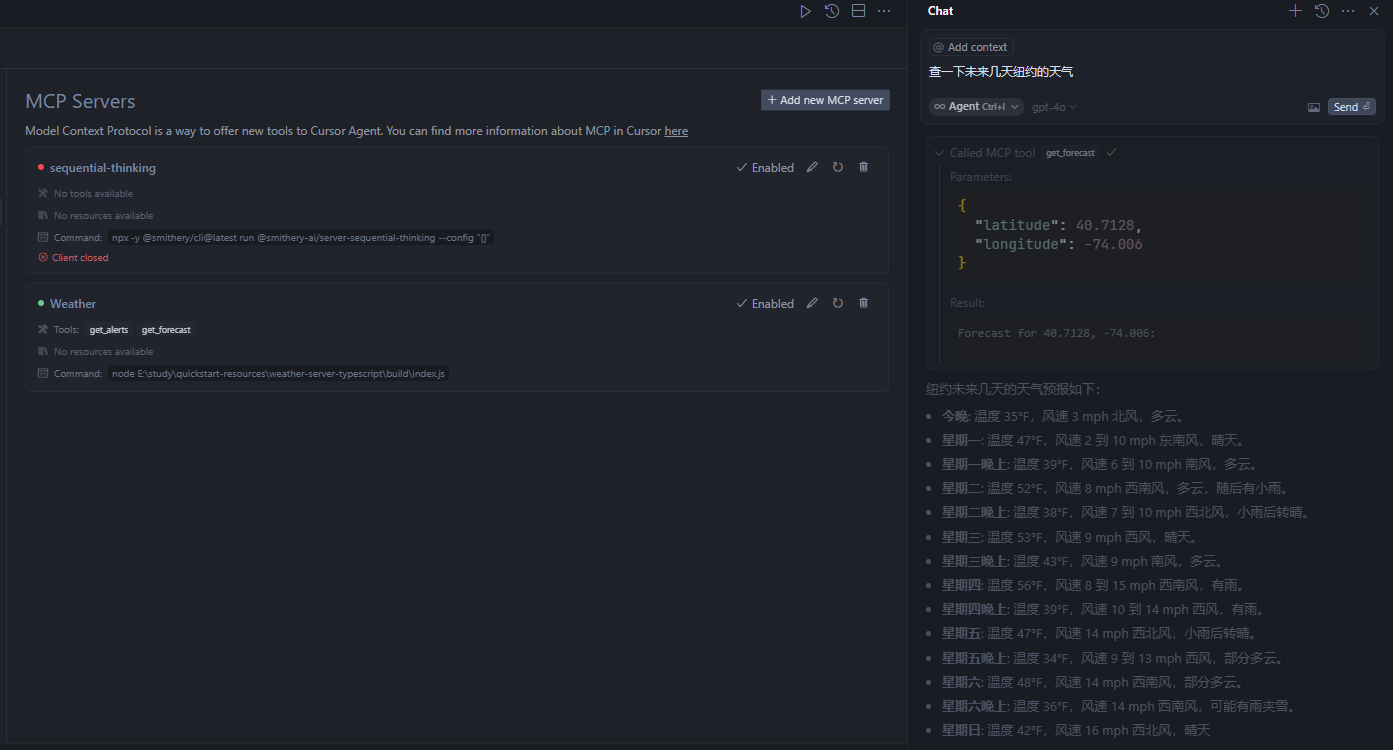 MCP Servers
+ Add new MCP server
Model Context Protocol is a way to offer new tools to Cursor Agent. You can find more information about MCP in Cursor here
sequential-thinking
Enabled
No tools available
No resources available
Command: npx -y @smithery/cli@latest run @smithery-ai/server-sequential-thinking --config "{}"
Client closed
Weather
Enabled
Tools: get_alerts get_forecast
No resources available
Command: node E:\study\quickstart-resources\weather-server-typescript\build\index.js
Chat
@ Add context
查一下未来几天纽约的天气
∞ Agent Ctrl+I gpt-4o
Send
Called MCP tool get_forecast
Parameters:
{
"latitude": 40.7128,
"longitude": -74.006
}
Result:
Forecast for 40.7128, -74.006:
纽约未来几天的天气预报如下：
今晚: 温度 35°F，风速 3 mph 北风，多云。
星期一: 温度 47°F，风速 2 到 10 mph 东南风，晴天。
星期一晚上: 温度 39°F，风速 6 到 10 mph 南风，多云。
星期二: 温度 52°F，风速 8 mph 西南风，多云，随后有小雨。
星期二晚上: 温度 38°F，风速 7 到 10 mph 西北风，小雨后转晴。
星期三: 温度 53°F，风速 9 mph 西风，晴天。
星期三晚上: 温度 43°F，风速 9 mph 南风，多云。
星期四: 温度 56°F，风速 8 到 15 mph 西南风，有雨。
星期四晚上: 温度 39°F，风速 10 到 14 mph 西风，有雨。
星期五: 温度 47°F，风速 14 mph 西北风，小雨后转晴。
星期五晚上: 温度 34°F，风速 9 到 13 mph 西风，部分多云。
星期六: 温度 48°F，风速 14 mph 西南风，部分多云。
星期六晚上: 温度 36°F，风速 14 mph 西南风，可能有雨夹雪。
星期日: 温度 42°F，风速 16 mph 西北风，晴天